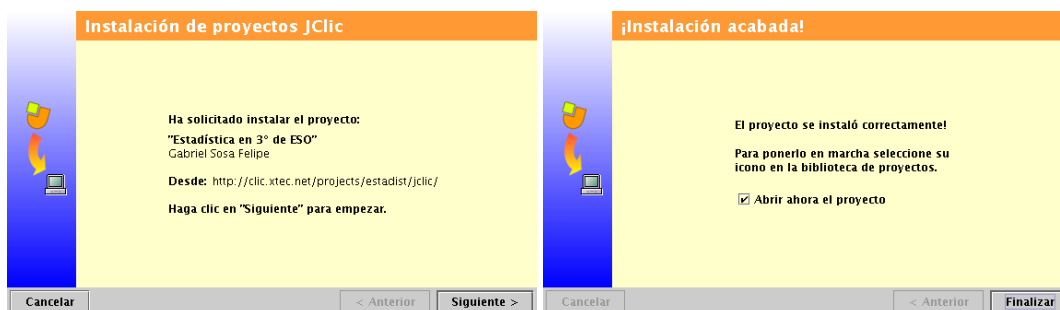 Instalación de proyectos JClic
Ha solicitado instalar el proyecto:
"Estadística en 3° de ESO"
Gabriel Sosa Felipe
Desde: http://clic.xtec.net/projects/estadist/jclic/
Haga clic en "Siguiente" para empezar.
Cancelar
< Anterior
Siguiente >
¡Instalación acabada!
El proyecto se instaló correctamente!
Para ponerlo en marcha seleccione su
icono en la biblioteca de proyectos.
Abrir ahora el proyecto
Cancelar
< Anterior
Finalizar